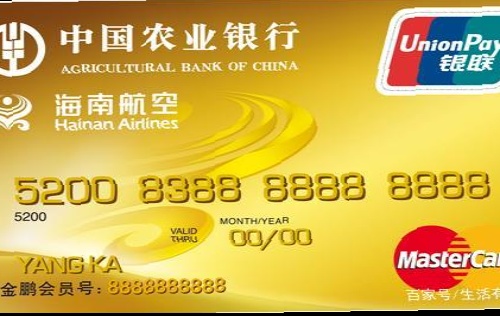 中国农业银行
AGRICULTURAL BANK OF CHINA
UnionPay
银联
海南航空
Hainan Airlines
5200 8388 8888 8888
5200
MONTH/YEAR
VALID
THRU
00/00
YANG KA
MasterCar
金鹏会员号:8888888888
百家号/生活有